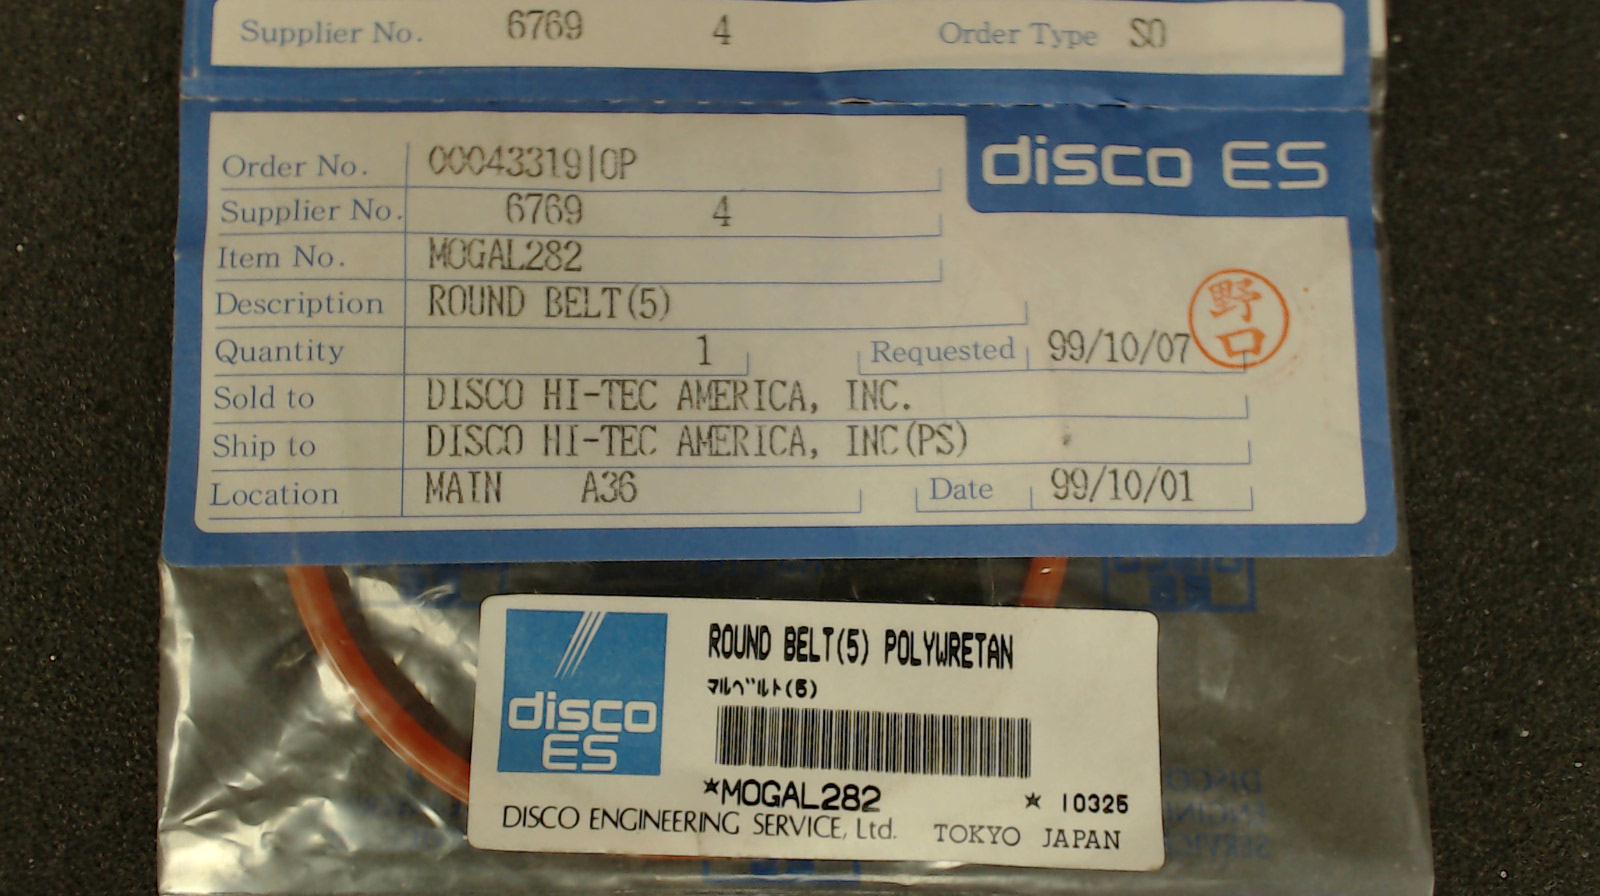 Supplier No. 6769 4 Order Type SO
disco ES
Order No. 00043319|OP
Supplier No. 6769 4
Item No. MOGAL282
Description ROUND BELT(5)
Quantity 1 Requested 99/10/07
野口
Sold to DISCO HI-TEC AMERICA, INC.
Ship to DISCO HI-TEC AMERICA, INC(PS)
Location MAIN A36 Date 99/10/01
disco
ES
ROUND BELT(5) POLYWRETAN
マルベルト(5)
*MOGAL282 * 10325
DISCO ENGINEERING SERVICE, Ltd. TOKYO JAPAN